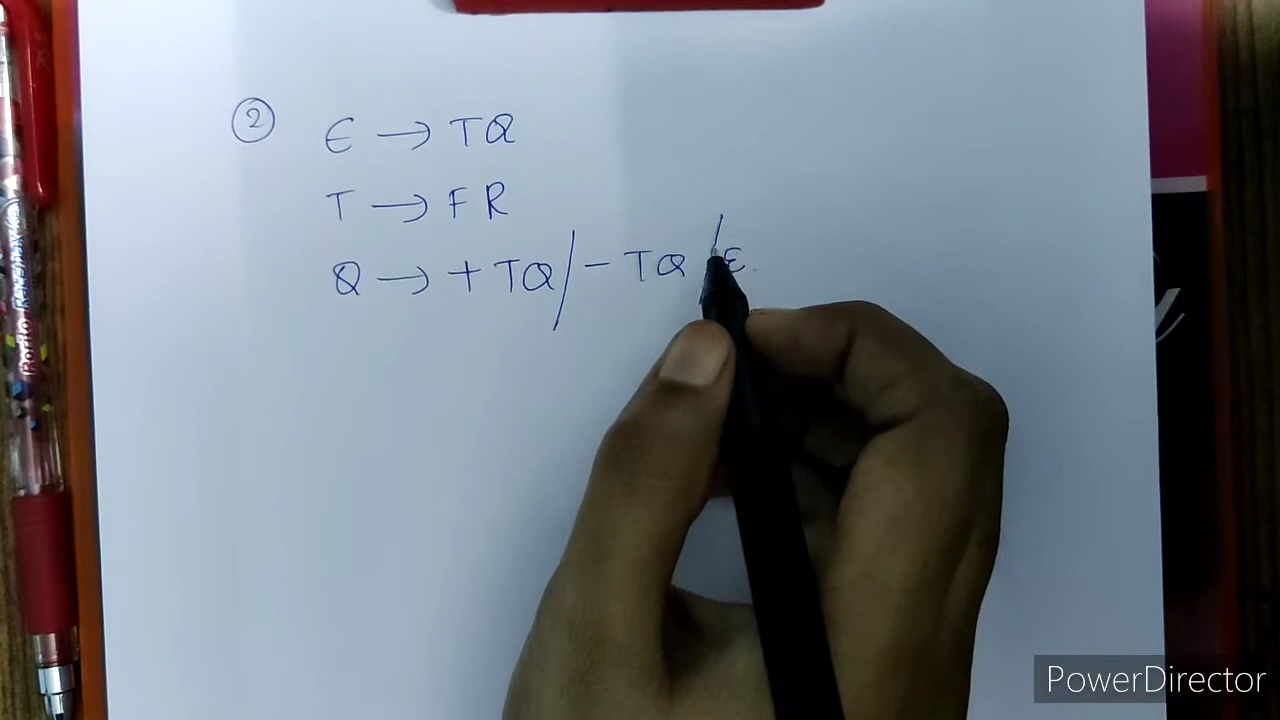 ② E → TQ
T → FR
Q → + TQ / - TQ / ε
PowerDirector